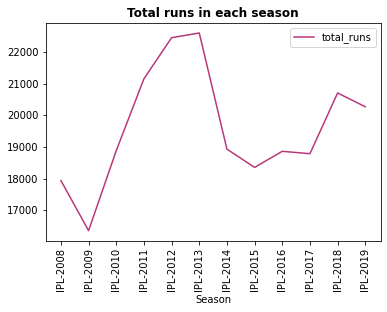 Total runs in each season
total_runs
22000
21000
20000
19000
18000
17000
IPL-2008
IPL-2009
IPL-2010
IPL-2011
IPL-2012
IPL-2013
IPL-2014
IPL-2015
IPL-2016
IPL-2017
IPL-2018
IPL-2019
Season